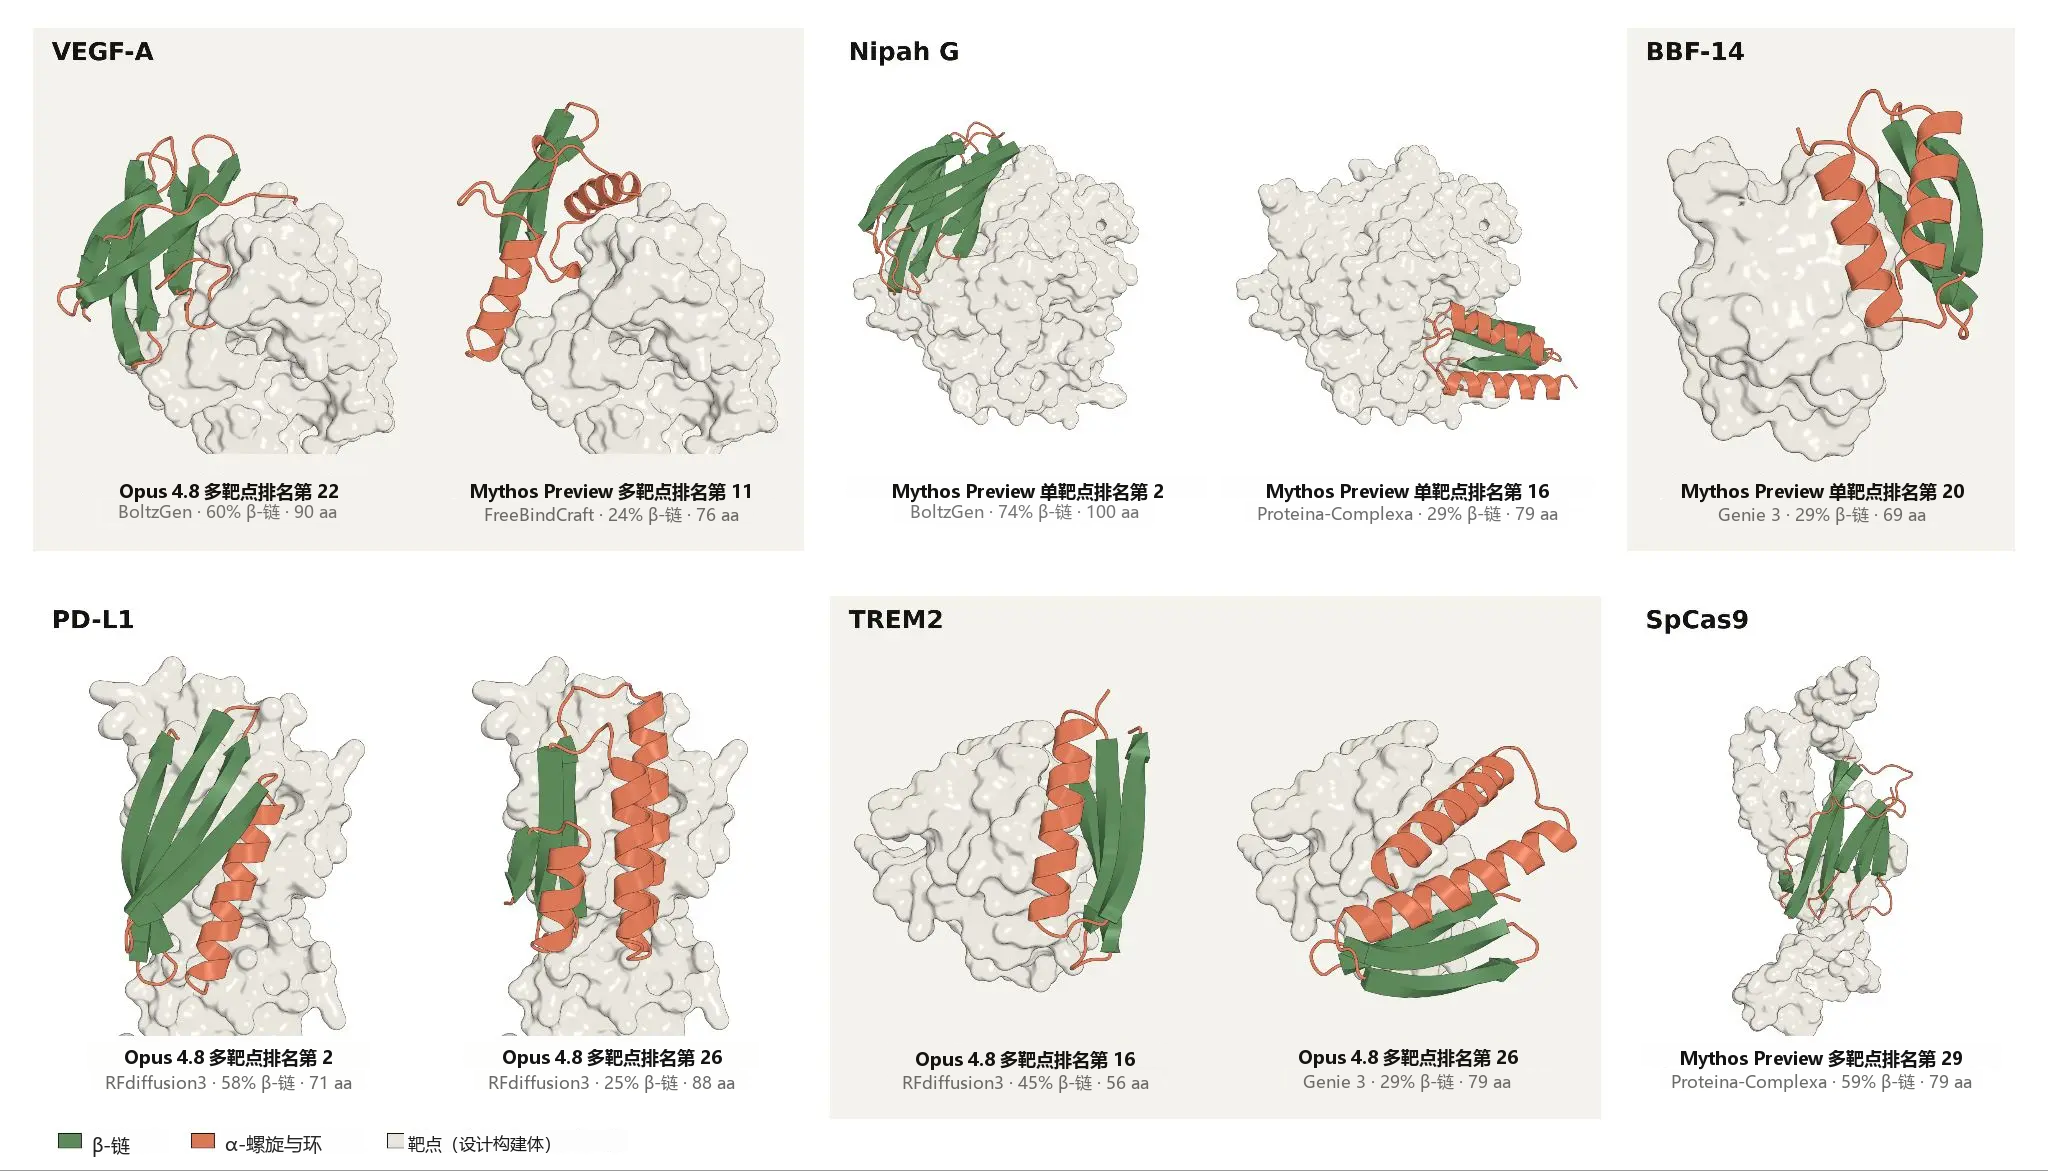 VEGF-A
Nipah G
BBF-14
Opus 4.8 多靶点排名第 22
BoltzGen · 60% β-链 · 90 aa
Mythos Preview 多靶点排名第 11
FreeBindCraft · 24% β-链 · 76 aa
Mythos Preview 单靶点排名第 2
BoltzGen · 74% β-链 · 100 aa
Mythos Preview 单靶点排名第 16
Proteina-Complexa · 29% β-链 · 79 aa
Mythos Preview 单靶点排名第 20
Genie 3 · 29% β-链 · 69 aa
PD-L1
TREM2
SpCas9
Opus 4.8 多靶点排名第 2
RFdiffusion3 · 58% β-链 · 71 aa
Opus 4.8 多靶点排名第 26
RFdiffusion3 · 25% β-链 · 88 aa
Opus 4.8 多靶点排名第 16
RFdiffusion3 · 45% β-链 · 56 aa
Opus 4.8 多靶点排名第 26
Genie 3 · 29% β-链 · 79 aa
Mythos Preview 多靶点排名第 29
Proteina-Complexa · 59% β-链 · 79 aa
β-链
α-螺旋与环
靶点（设计构建体）